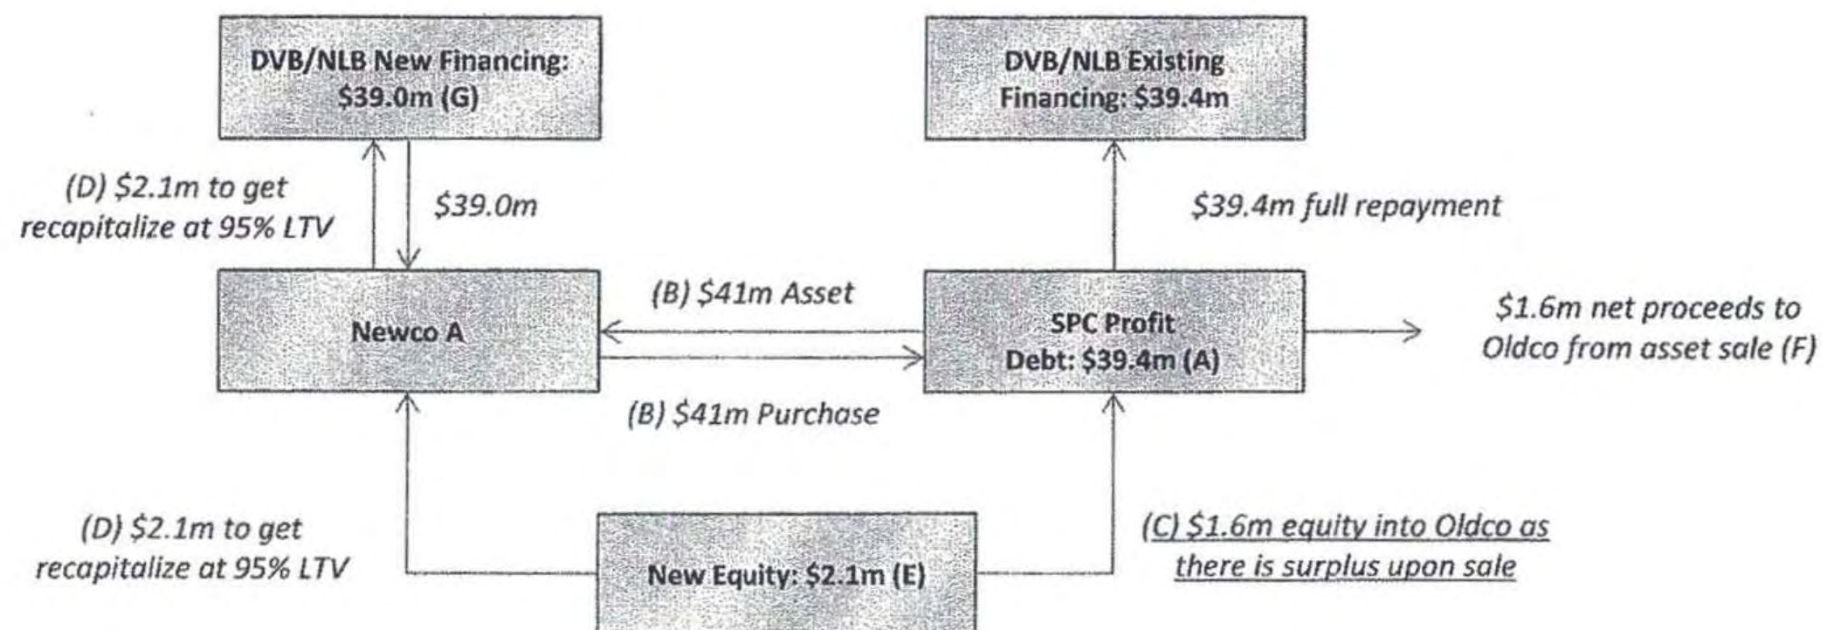 DVB/NLB New Financing:
$39.0m (G)
DVB/NLB Existing
Financing: $39.4m
(D) $2.1m to get
recapitalize at 95% LTV
$39.0m
$39.4m full repayment
Newco A
(B) $41m Asset
(B) $41m Purchase
SPC Profit
Debt: $39.4m (A)
$1.6m net proceeds to
Oldco from asset sale (F)
(D) $2.1m to get
recapitalize at 95% LTV
New Equity: $2.1m (E)
(C) $1.6m equity into Oldco as
there is surplus upon sale